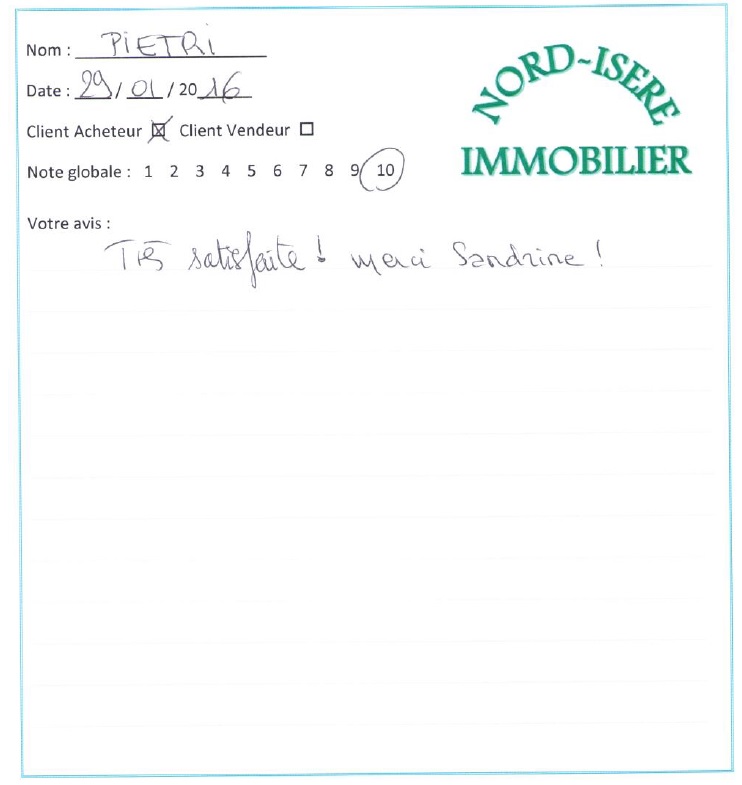 Nom : PIETRI
NORD-ISERE
IMMOBILIER
Date : 29/01/2016
Client Acheteur ☒ Client Vendeur ☐
Note globale : 1 2 3 4 5 6 7 8 9 10
Votre avis :
Très satisfaite ! merci Sandrine !